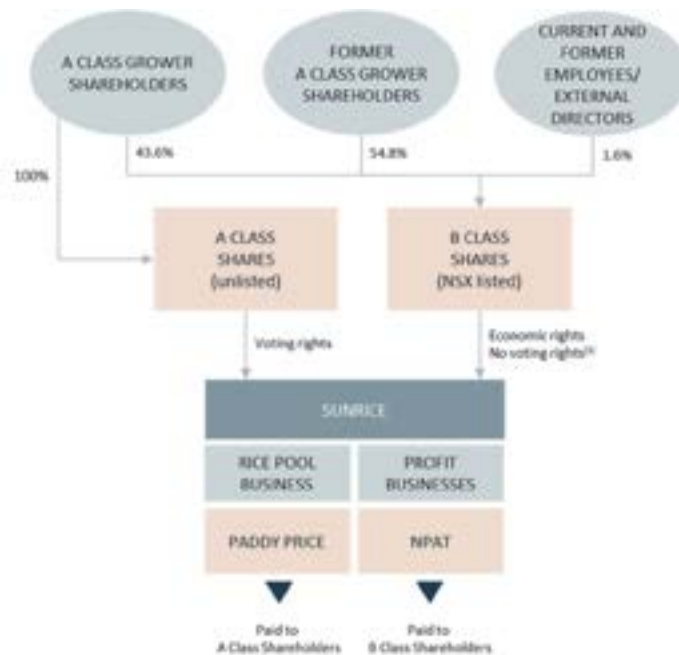 A CLASS GROWER
SHAREHOLDERS
FORMER
A CLASS GROWER
SHAREHOLDERS
CURRENT AND
FORMER
EMPLOYEES/
EXTERNAL
DIRECTORS
43.6%
54.8%
1.6%
100%
A CLASS
SHARES
(unlisted)
B CLASS
SHARES
(NSX listed)
Voting rights
Economic rights
No voting rights
SUNRICE
RICE POOL
BUSINESS
PROFIT
BUSINESSES
PADDY PRICE
NPAT
Paid to
A Class Shareholders
Paid to
B Class Shareholders